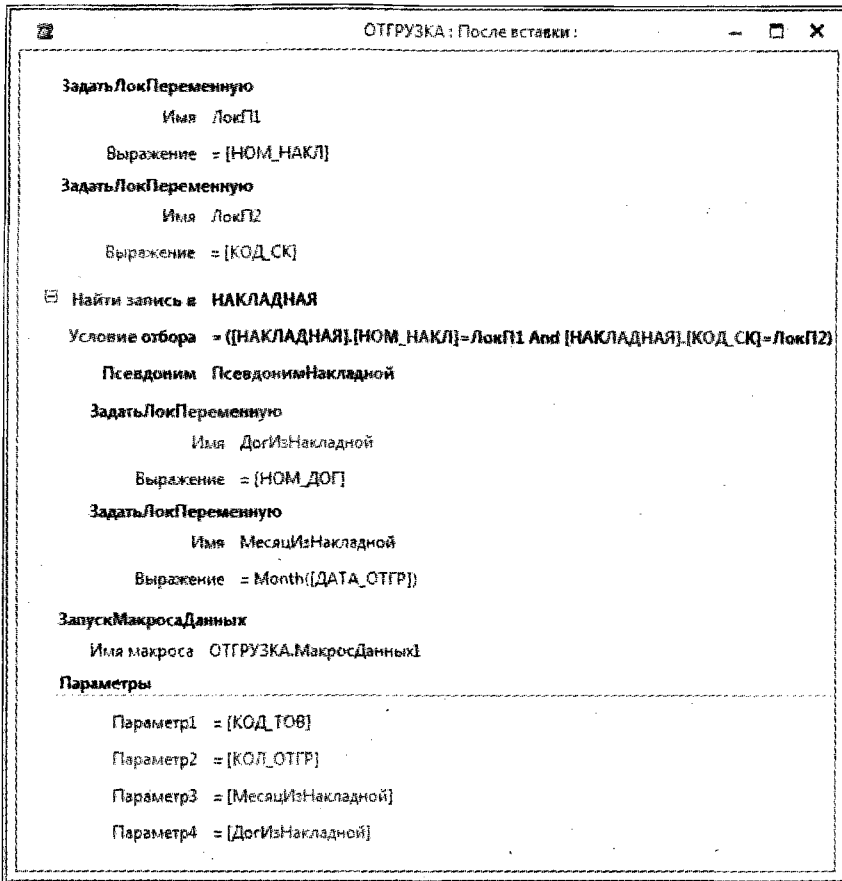 ОТГРУЗКА : После вставки :
ЗадатьЛокПеременную
Имя ЛокП1
Выражение = [НОМ_НАКЛ]
ЗадатьЛокПеременную
Имя ЛокП2
Выражение = [КОД_СК]
Найти запись в НАКЛАДНАЯ
Условие отбора = ([НАКЛАДНАЯ].[НОМ_НАКЛ]=ЛокП1 And [НАКЛАДНАЯ].[КОД_СК]=ЛокП2)
Псевдоним ПсевдонимНакладной
ЗадатьЛокПеременную
Имя ДогИзНакладной
Выражение = [НОМ_ДОГ]
ЗадатьЛокПеременную
Имя МесяцИзНакладной
Выражение = Month([ДАТА_ОТГР])
ЗапускМакросаДанных
Имя макроса ОТГРУЗКА.МакросДанных1
Параметры
Параметр1 = [КОД_ТОВ]
Параметр2 = [КОЛ_ОТГР]
Параметр3 = [МесяцИзНакладной]
Параметр4 = [ДогИзНакладной]